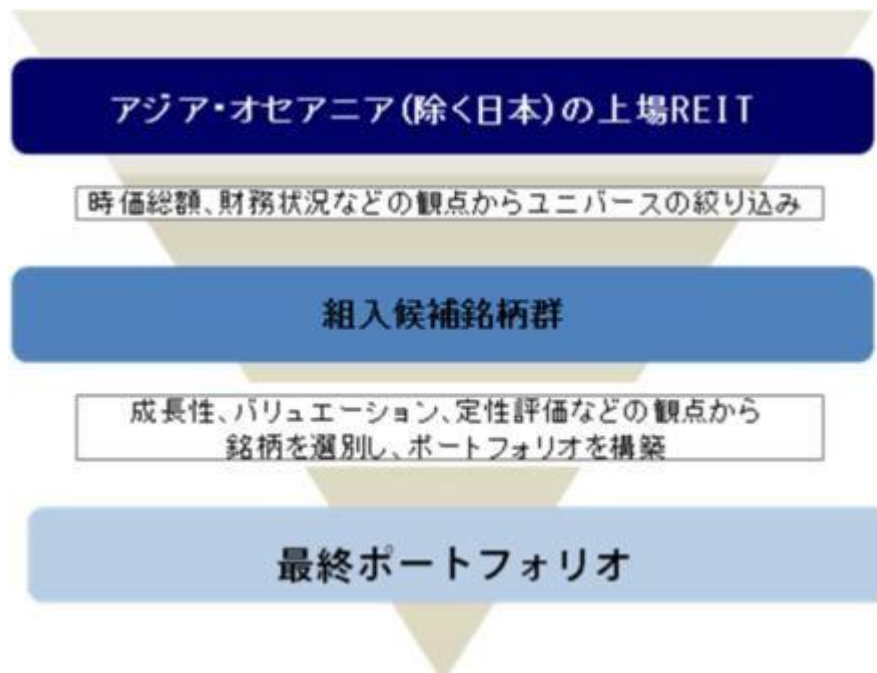 アジア・オセアニア(除く日本)の上場REIT
時価総額、財務状況などの観点からユニバースの絞り込み
組入候補銘柄群
成長性、バリュエーション、定性評価などの観点から
銘柄を選別し、ポートフォリオを構築
最終ポートフォリオ